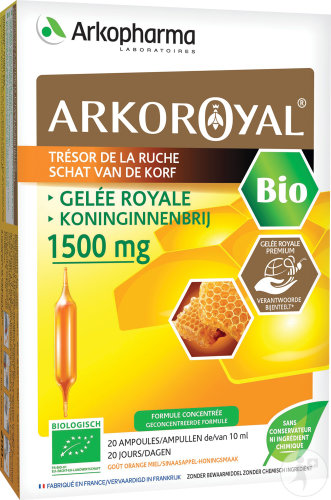 Arkopharma
LABORATOIRES
ARKOROYAL®
TRÉSOR DE LA RUCHE
SCHAT VAN DE KORF
Bio
GELÉE ROYALE
KONINGINNENBRIJ
1500 mg
GELÉE ROYALE
PREMIUM
VERANTWOORDE
BIJENTEELT*
FORMULE CONCENTRÉE
GECONCENTREERDE FORMULE
SANS
CONSERVATEUR
NI INGRÉDIENT
CHIMIQUE
BIOLOGISCH
20 AMPOULES/AMPULLEN de/van 10 ml
20 JOURS/DAGEN
GOÛT ORANGE MIEL/SINAASAPPEL-HONINGSMAAK
FABRIQUÉ EN FRANCE/VERVAARDIGD IN FRANKRIJK
ZONDER BEWAARMIDDEL ZONDER CHEMISCH INGREDIËNT